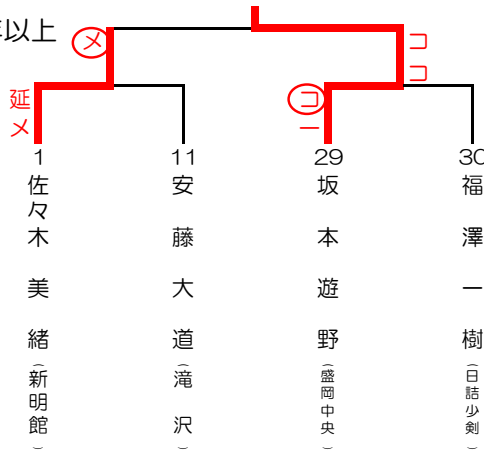 年以上
メ
コ
コ
延
メ
コ
一
1
佐々木美緒
（新明館）
11
安藤大道
（滝沢）
29
坂本遊野
（盛岡中央）
30
福澤一樹
（日詰少剣）